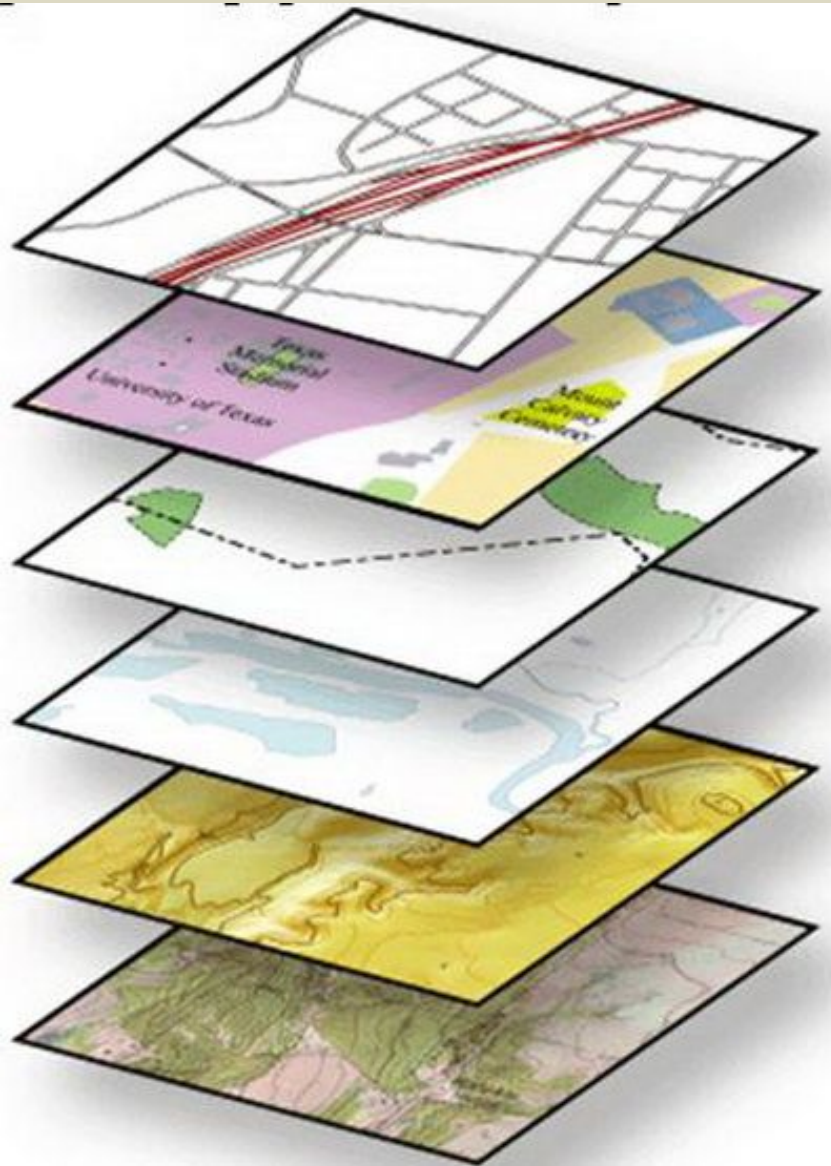 Texas
Memorial
Stadium
University of Texas
Mount
Calvary
Cemetery